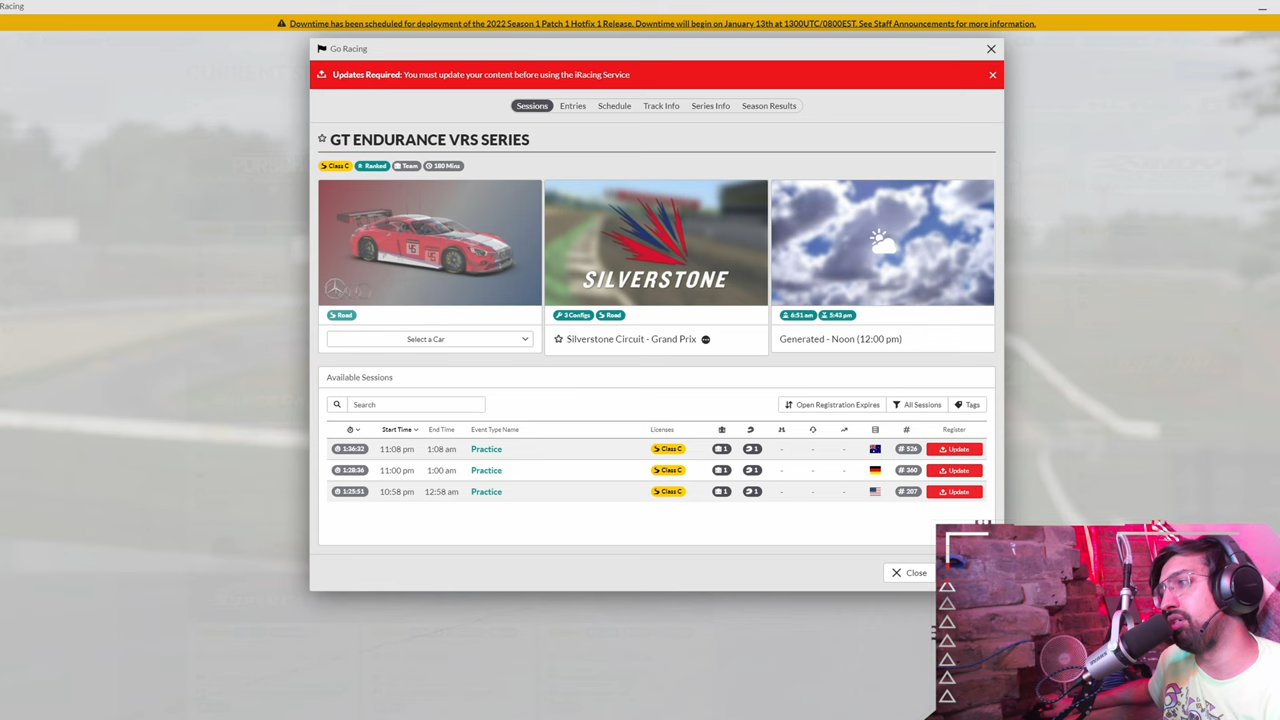 Racing
Downtime has been scheduled for deployment of the 2022 Season 1 Patch 1 Hotfix 1 Release. Downtime will begin on January 13th at 1300UTC/0800EST. See Staff Announcements for more information.
Go Racing
Updates Required: You must update your content before using the iRacing Service
Sessions Entries Schedule Track Info Series Info Season Results
GT ENDURANCE VRS SERIES
Class C Ranked Team 180 Mins
45 45
SILVERSTONE
Road
3 Configs Road
6:51 am 5:43 pm
Select a Car
Silverstone Circuit - Grand Prix
Generated - Noon (12:00 pm)
Available Sessions
Search
Open Registration Expires All Sessions Tags
Start Time End Time Event Type Name Licenses # Register
1:36:32 11:08 pm 1:08 am Practice Class C 1 1 - - - # 526 Update
1:28:36 11:00 pm 1:00 am Practice Class C 1 1 - - - # 360 Update
1:25:51 10:58 pm 12:58 am Practice Class C 1 1 - - - # 207 Update
Close